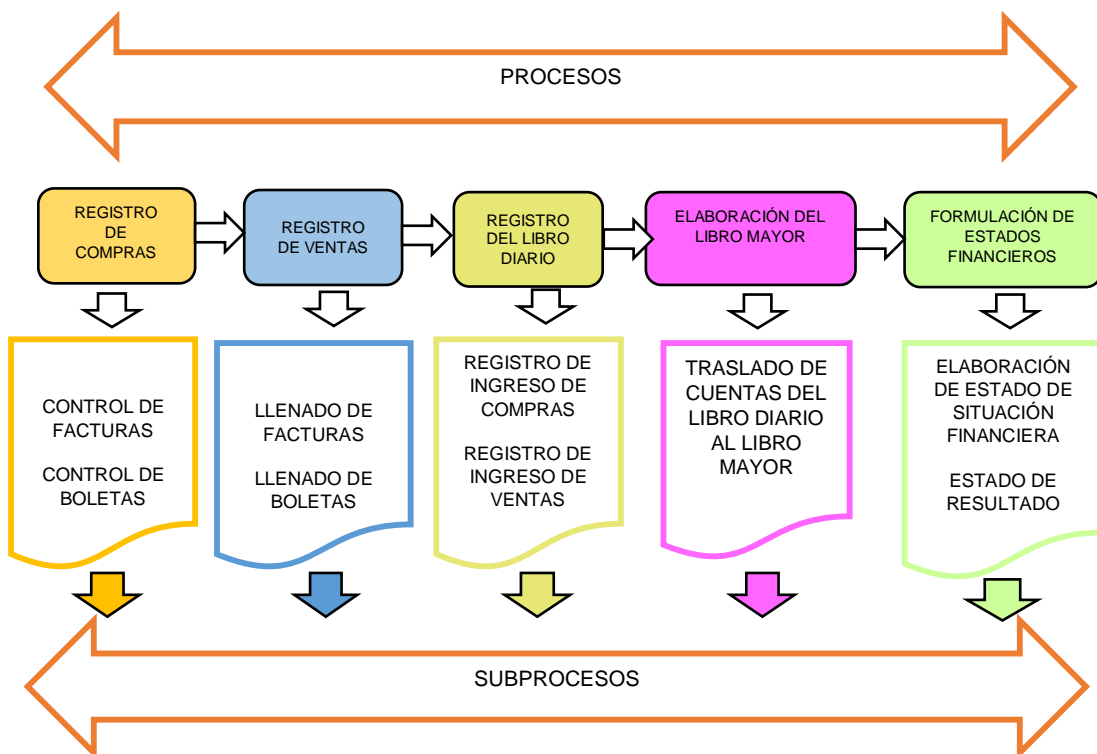 PROCESOS
REGISTRO
DE
COMPRAS
REGISTRO
DE VENTAS
REGISTRO
DEL LIBRO
DIARIO
ELABORACIÓN DEL
LIBRO MAYOR
FORMULACIÓN DE
ESTADOS
FINANCIEROS
CONTROL DE
FACTURAS
CONTROL DE
BOLETAS
LLENADO DE
FACTURAS
LLENADO DE
BOLETAS
REGISTRO DE
INGRESO DE
COMPRAS
REGISTRO DE
INGRESO DE
VENTAS
TRASLADO DE
CUENTAS DEL
LIBRO DIARIO
AL LIBRO
MAYOR
ELABORACIÓN
DE ESTADO DE
SITUACIÓN
FINANCIERA
ESTADO DE
RESULTADO
SUBPROCESOS